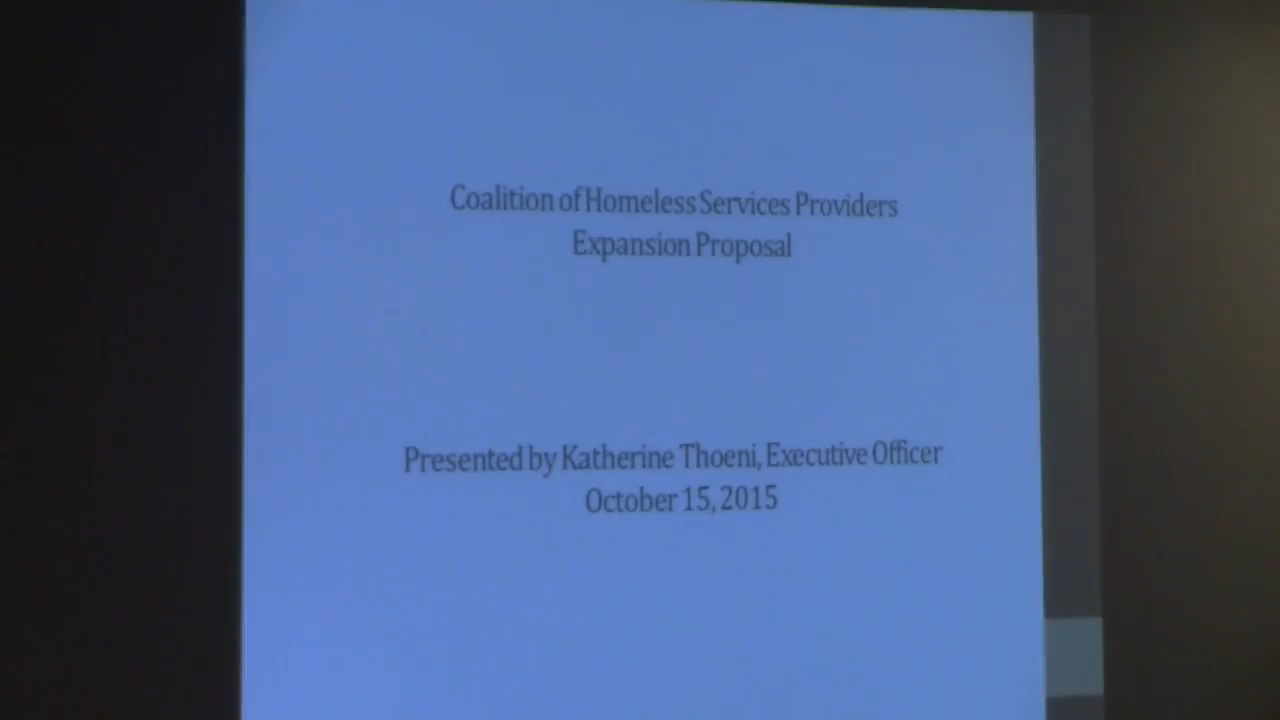 Coalition of Homeless Services Providers
Expansion Proposal
Presented by Katherine Thoeni, Executive Officer
October 15, 2015